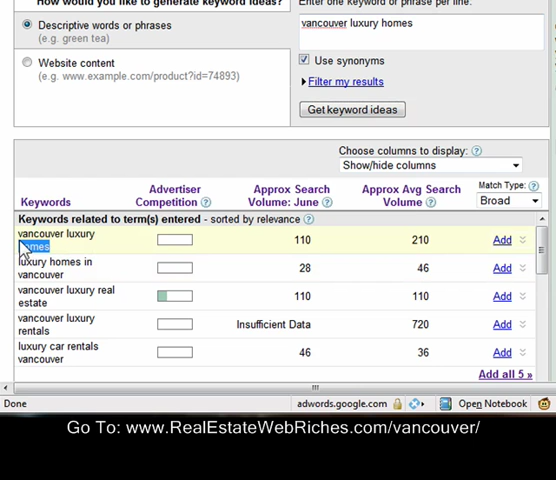 How would you like to generate keyword ideas?
Enter one keyword or phrase per line:
Descriptive words or phrases
(e.g. green tea)
Website content
(e.g. www.example.com/product?id=74893)
vancouver luxury homes
Use synonyms
Filter my results
Get keyword ideas
Choose columns to display: ?
Show/hide columns
Keywords
Advertiser
Competition ?
Approx Search
Volume: June ?
Approx Avg Search
Volume ?
Match Type: ?
Broad
Keywords related to term(s) entered - sorted by relevance ?
vancouver luxury
homes
110
210
Add
luxury homes in
vancouver
28
46
Add
vancouver luxury real
estate
110
110
Add
vancouver luxury
rentals
Insufficient Data
720
Add
luxury car rentals
vancouver
46
36
Add
Add all 5 »
Done
adwords.google.com
Open Notebook
Go To: www.RealEstateWebRiches.com/vancouver/